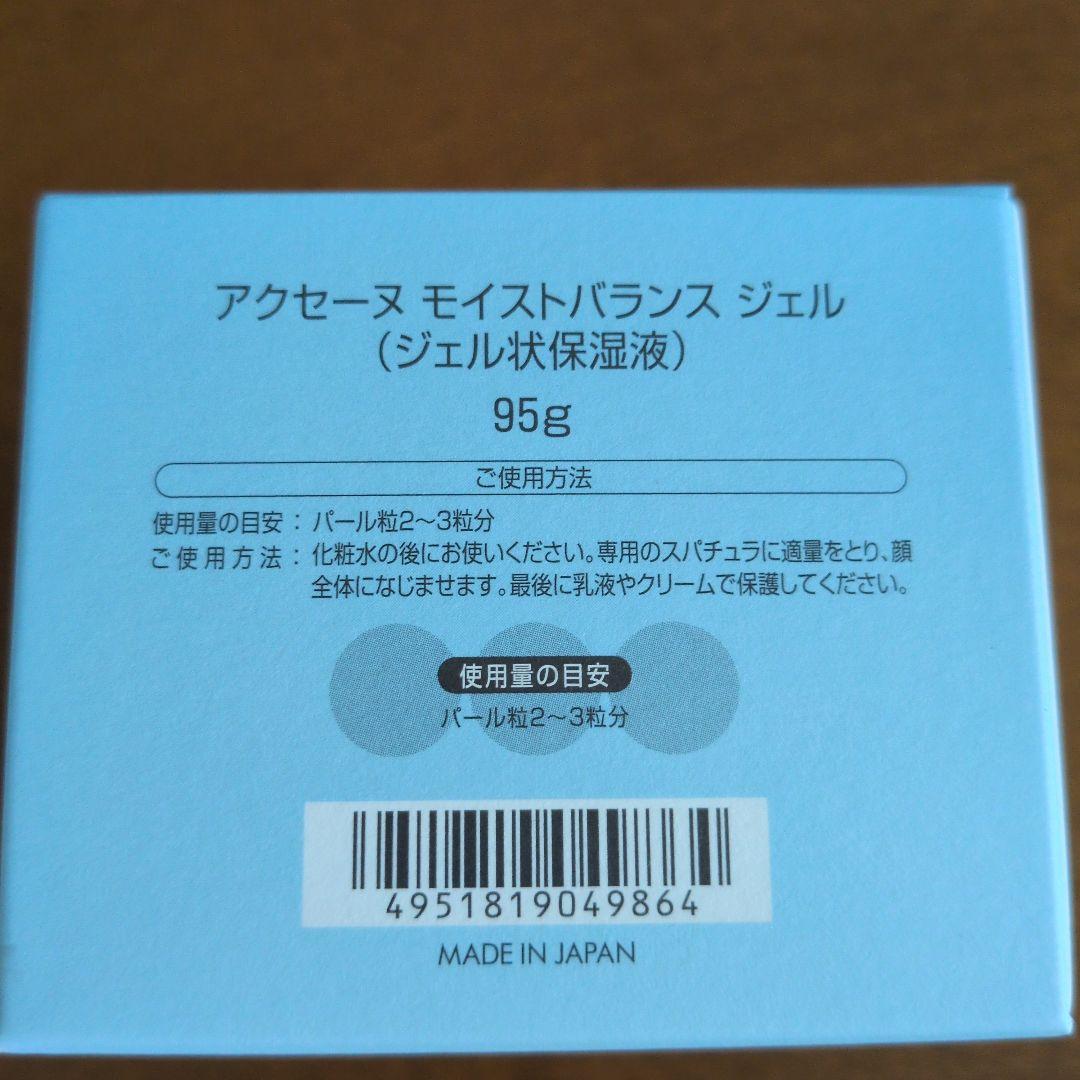 アクセーヌ モイストバランス ジェル
（ジェル状保湿液）
95g
ご使用方法
使用量の目安：パール粒2～3粒分
ご使用方法：化粧水の後にお使いください。専用のスパチュラに適量をとり、顔
全体になじませます。最後に乳液やクリームで保護してください。
使用量の目安
パール粒2～3粒分
4951819049864
MADE IN JAPAN